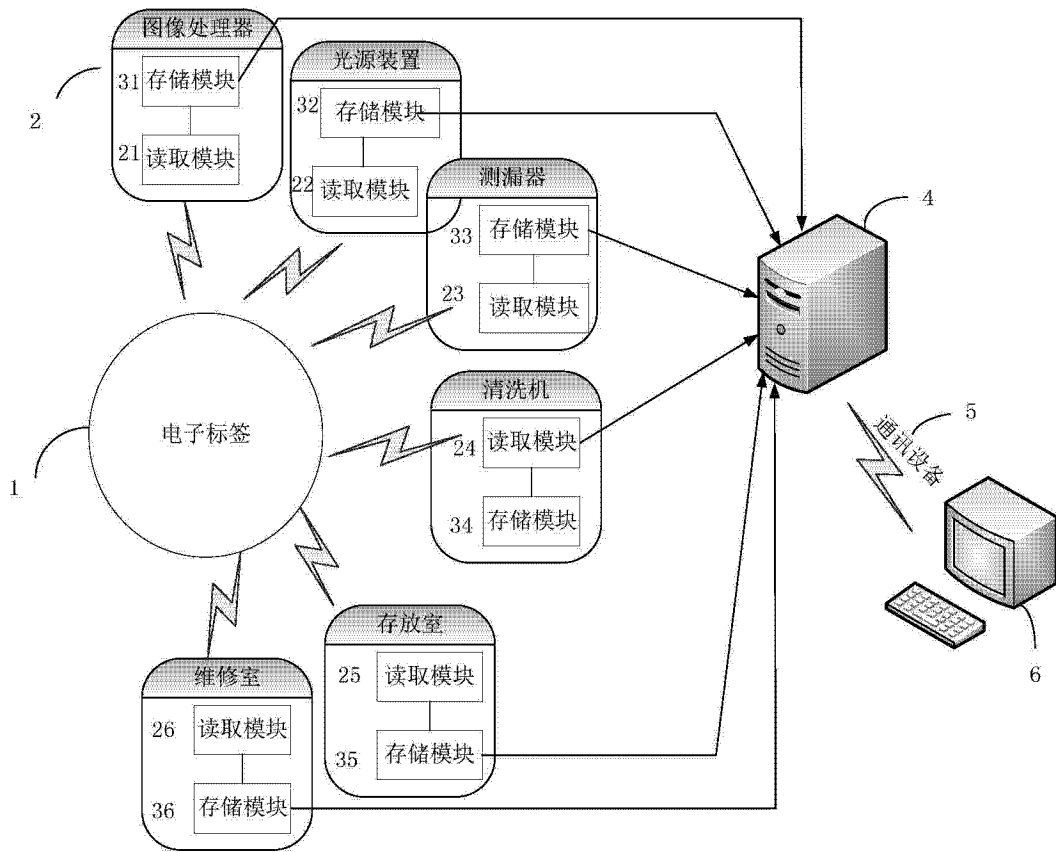 图像处理器
31
存储模块
21
读取模块
2
光源装置
32
存储模块
22
读取模块
测漏器
33
存储模块
23
读取模块
4
清洗机
24
读取模块
34
存储模块
电子标签
1
5
通讯设备
6
存放室
25
读取模块
35
存储模块
维修室
26
读取模块
36
存储模块